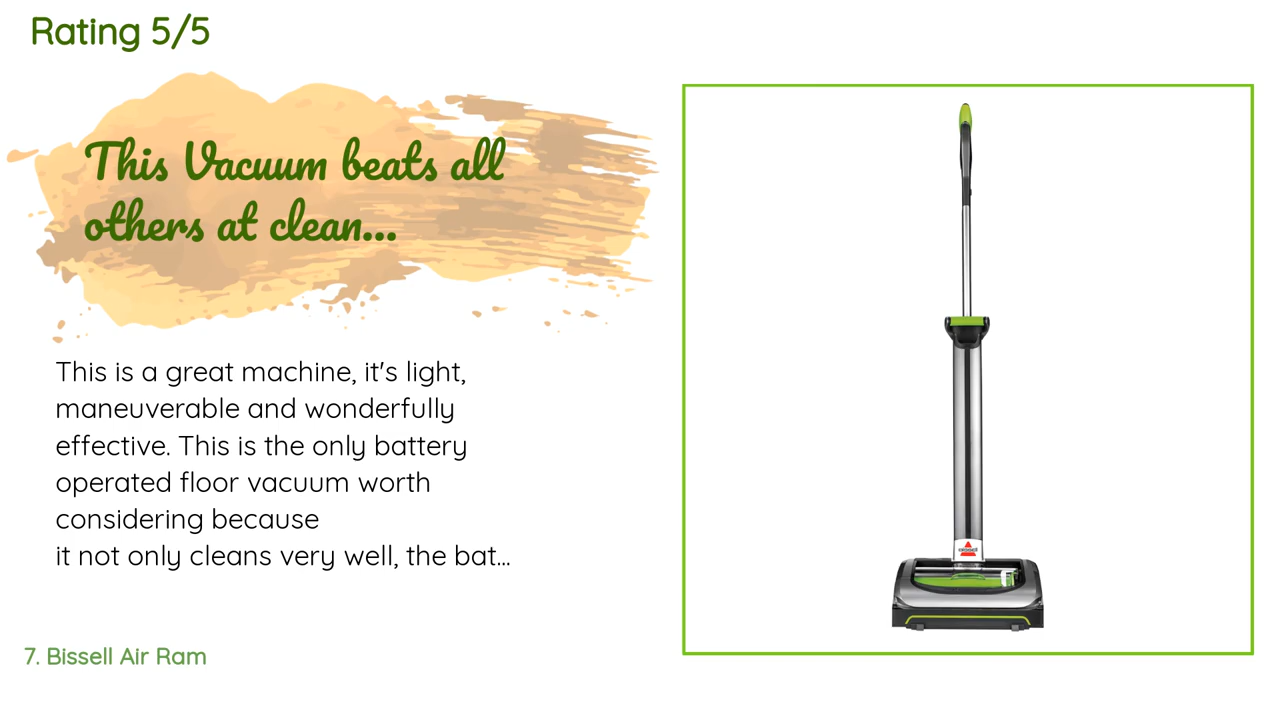 Rating 5/5
This Vacuum beats all
others at clean...
This is a great machine, it's light,
maneuverable and wonderfully
effective. This is the only battery
operated floor vacuum worth
considering because
it not only cleans very well, the bat...
BISSELL
7. Bissell Air Ram